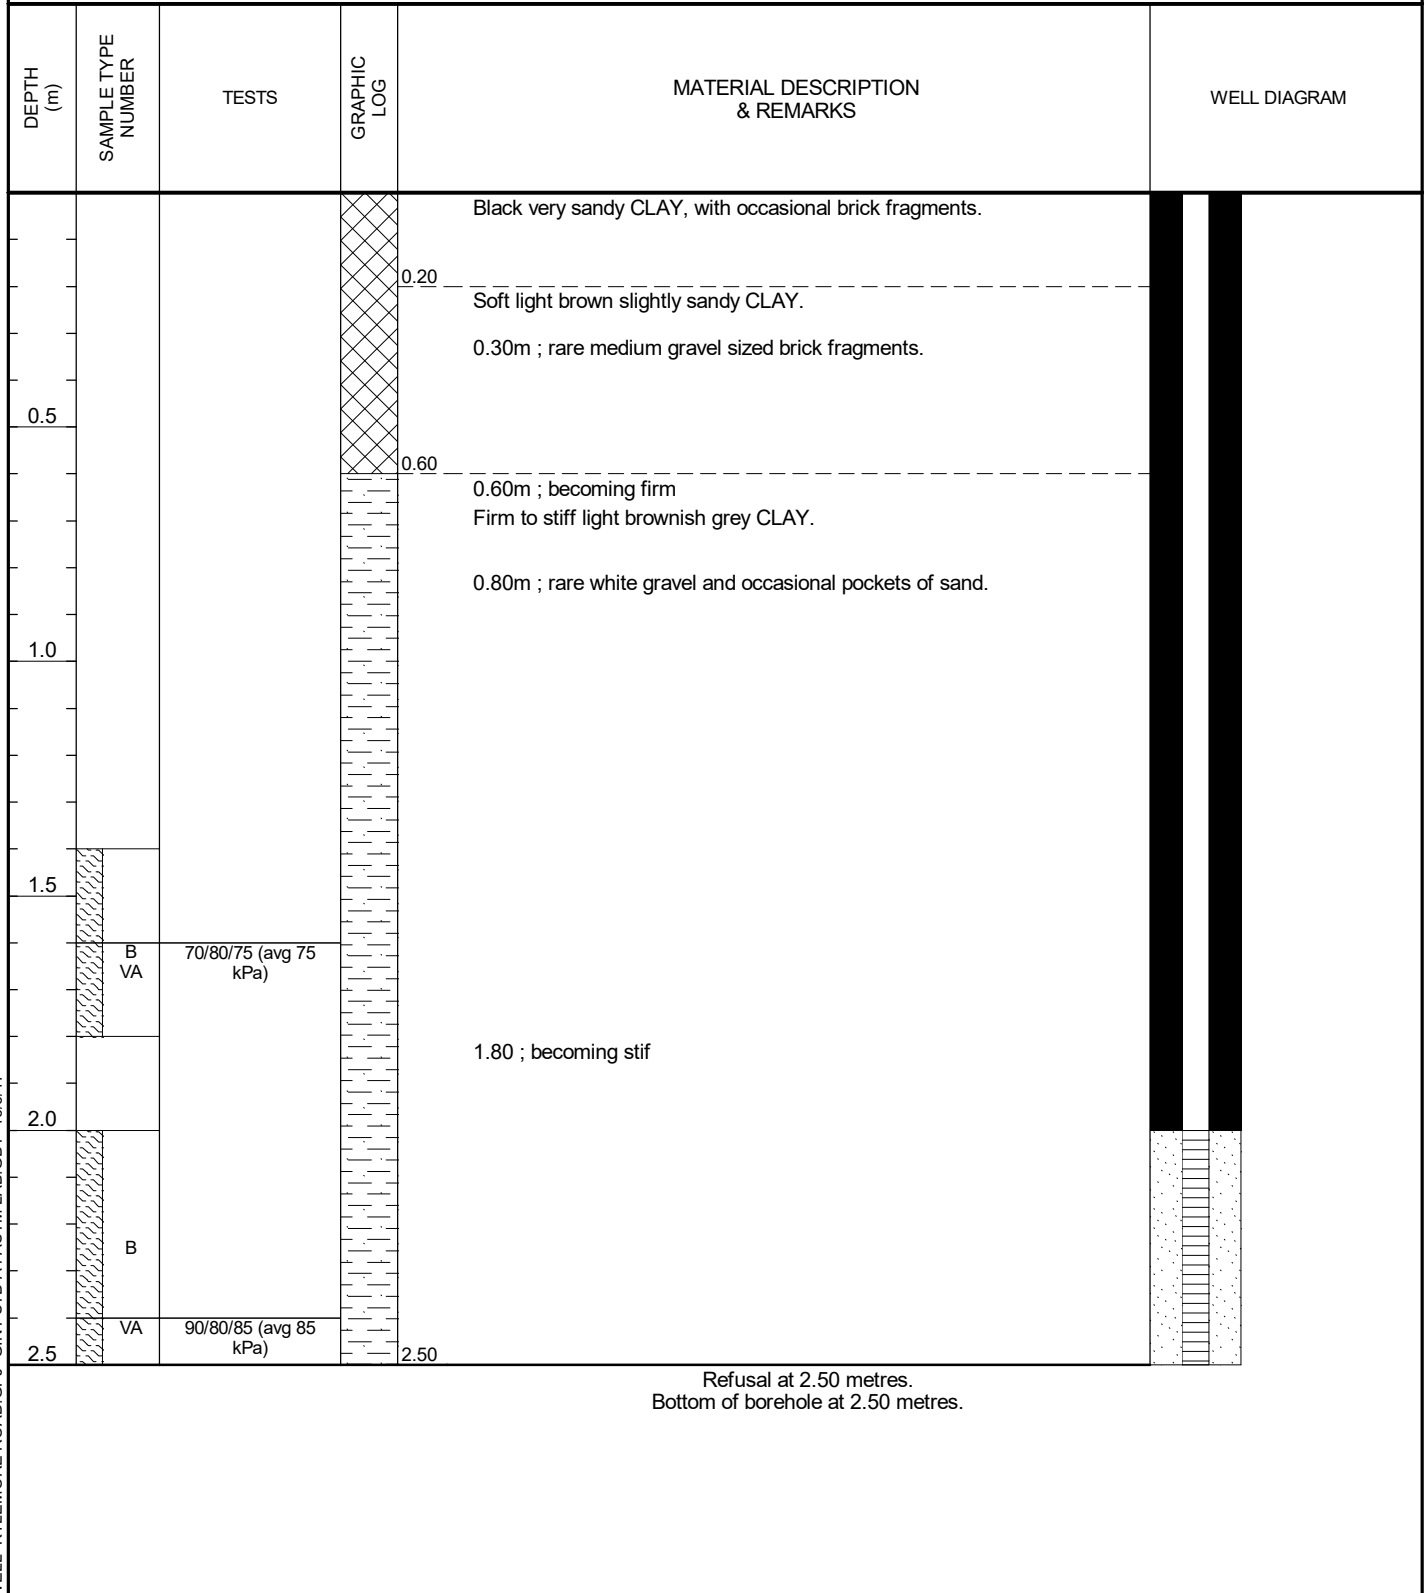 DEPTH
(m)
SAMPLE TYPE
NUMBER
TESTS
GRAPHIC
LOG
MATERIAL DESCRIPTION
& REMARKS
WELL DIAGRAM
Black very sandy CLAY, with occasional brick fragments.
0.20
Soft light brown slightly sandy CLAY.
0.30m ; rare medium gravel sized brick fragments.
0.5
0.60
0.60m ; becoming firm
Firm to stiff light brownish grey CLAY.
0.80m ; rare white gravel and occasional pockets of sand.
1.0
1.5
B
VA
70/80/75 (avg 75
kPa)
1.80 ; becoming stif
2.0
B
VA
90/80/85 (avg 85
kPa)
2.5
2.50
Refusal at 2.50 metres.
Bottom of borehole at 2.50 metres.